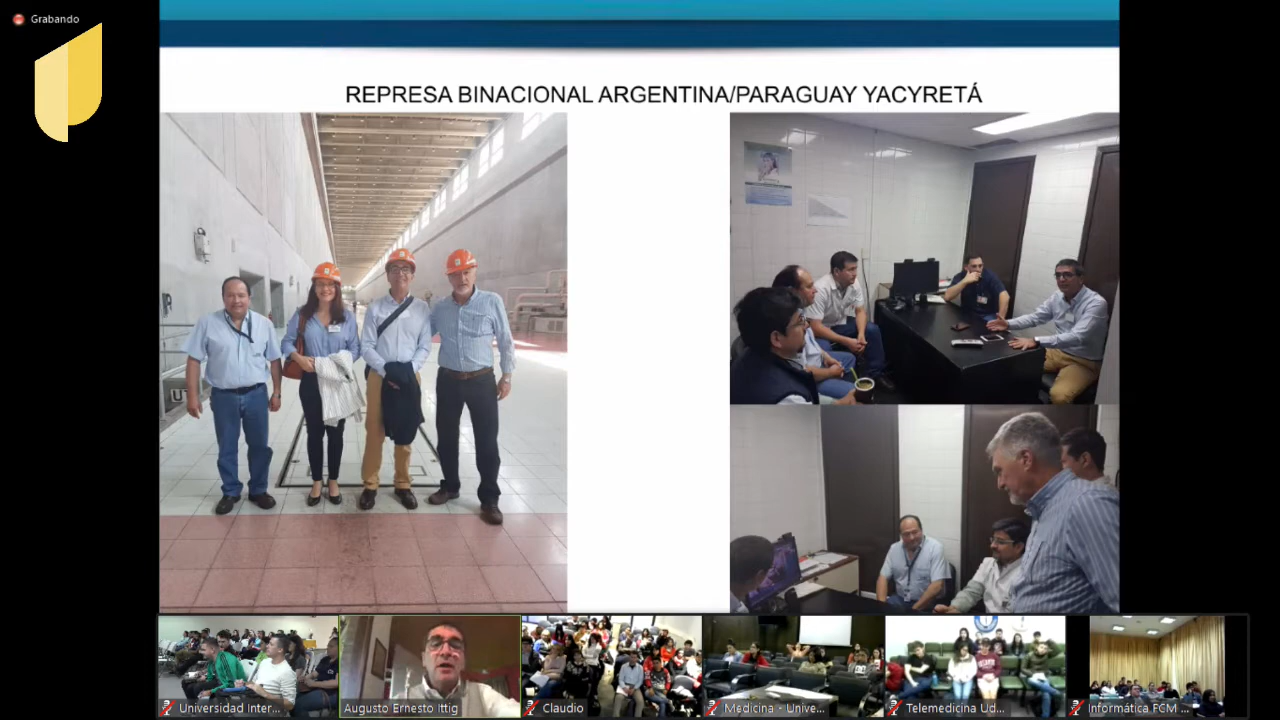 Grabando
REPRESA BINACIONAL ARGENTINA/PARAGUAY YACYRETÁ
Universidad Inter...
Augusto Ernesto Ittig
Claudio
Medicina - Unive...
Telemedicina Ud...
Informática FCM ...